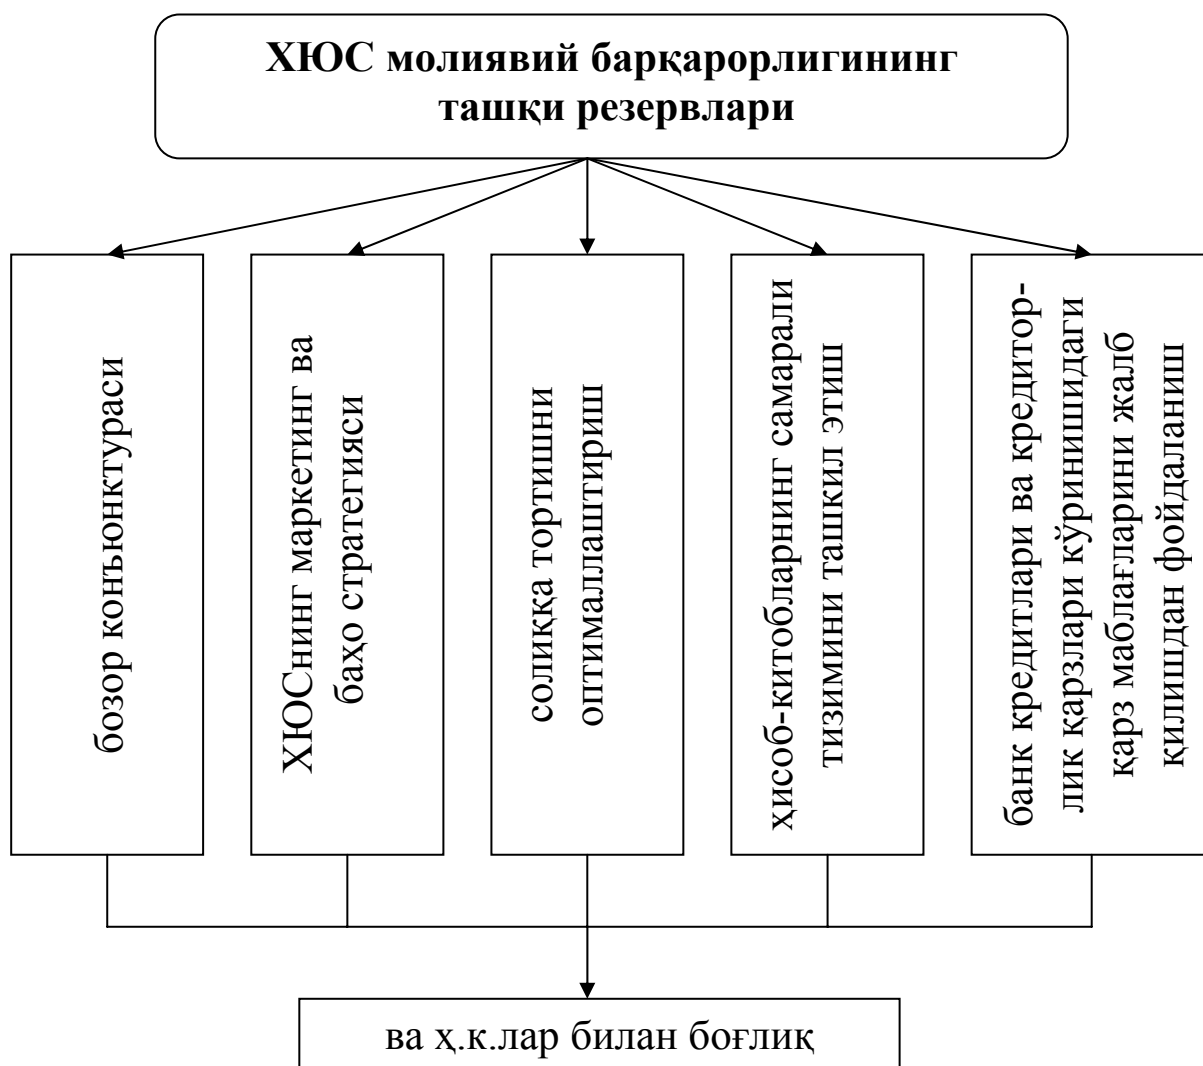 ХЮС молиявий барқарорлигининг
ташқи резервлари
бозор конъюнктураси
ХЮСнинг маркетинг ва
баҳо стратегияси
солиққа тортишни
оптималлаштириш
ҳисоб-китобларнинг самарали
тизимини ташкил этиш
банк кредитлари ва кредитор-
лик қарзлари кўринишидаги
қарз маблағларини жалб
қилишдан фойдаланиш
ва ҳ.к.лар билан боғлиқ